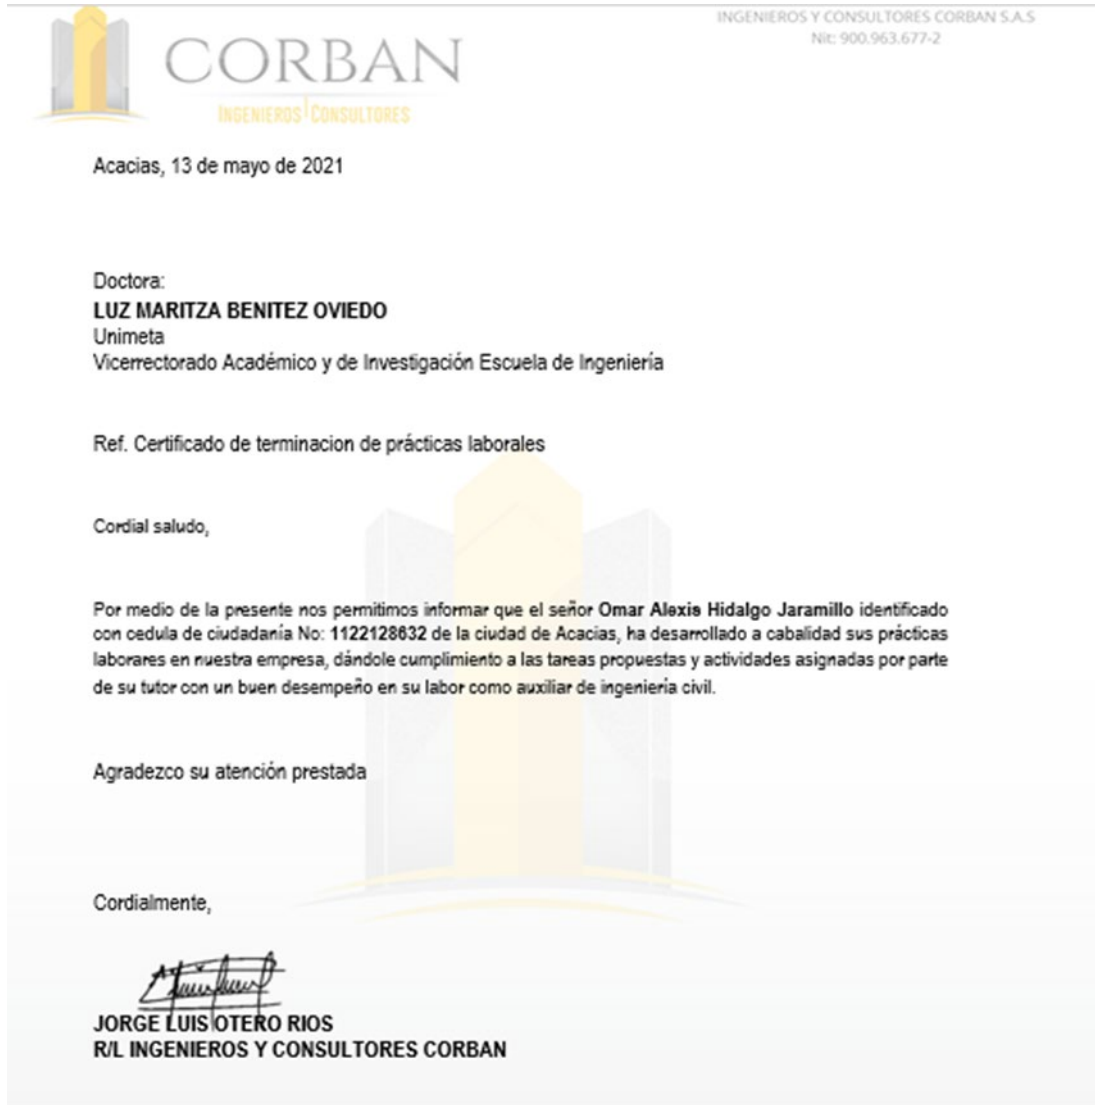 CORBAN
INGENIEROS CONSULTORES
INGENIEROS Y CONSULTORES CORBAN S.A.S
Nit: 900.963.677-2
Acacias, 13 de mayo de 2021
Doctora:
LUZ MARITZA BENITEZ OVIEDO
Unimeta
Vicerrectorado Académico y de Investigación Escuela de Ingeniería
Ref. Certificado de terminacion de prácticas laborales
Cordial saludo,
Por medio de la presente nos permitimos informar que el señor Omar Alexis Hidalgo Jaramillo identificado
con cedula de ciudadanía No: 1122128632 de la ciudad de Acacias, ha desarrollado a cabalidad sus prácticas
laborares en nuestra empresa, dándole cumplimiento a las tareas propuestas y actividades asignadas por parte
de su tutor con un buen desempeño en su labor como auxiliar de ingeniería civil.
Agradezco su atención prestada
Cordialmente,
JORGE LUIS OTERO RIOS
R/L INGENIEROS Y CONSULTORES CORBAN